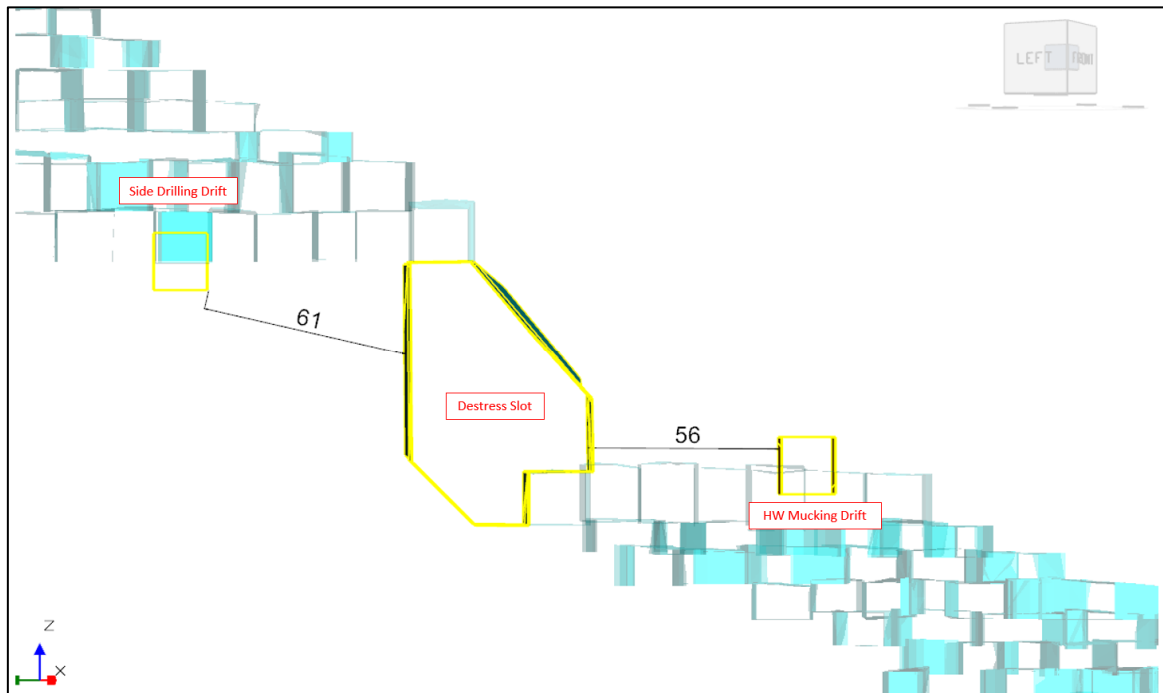 LEFT
FRONT
Side Drilling Drift
61
Destress Slot
56
HW Mucking Drift
Z
X